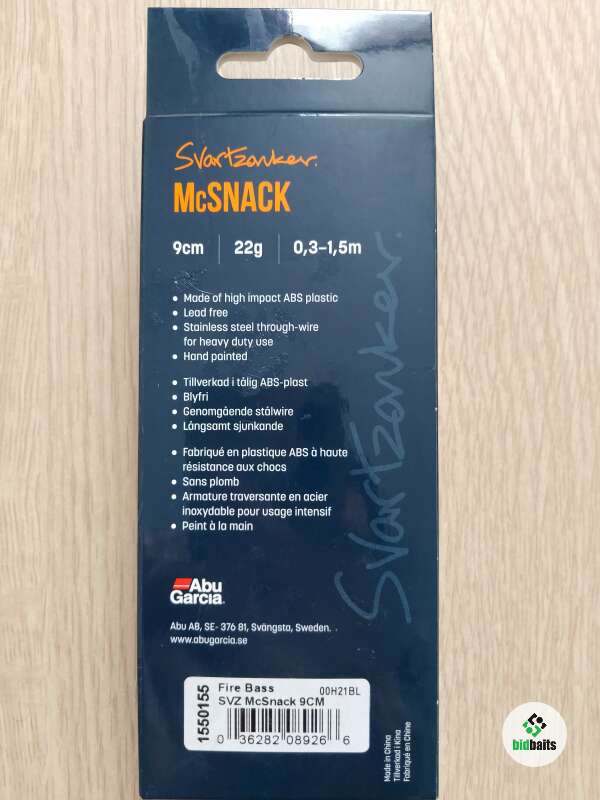 Svartzonker.
McSNACK
9cm 22g 0,3–1,5m
• Made of high impact ABS plastic
• Lead free
• Stainless steel through-wire
for heavy duty use
• Hand painted
• Tillverkad i tålig ABS-plast
• Blyfri
• Genomgående stålwire
• Långsamt sjunkande
• Fabriqué en plastique ABS à haute
résistance aux chocs
• Sans plomb
• Armature traversante en acier
inoxydable pour usage intensif
• Peint à la main
Svartzonker.
Abu
Garcia.
Abu AB, SE- 376 81, Svängsta, Sweden.
www.abugarcia.se
1550155
Fire Bass 00H21BL
SVZ McSnack 9CM
0 36282 08926 6
Made in China
Tillverkad i Kina
Fabriqué en Chine
bidbaits